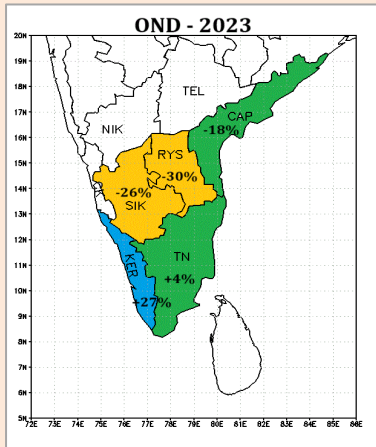 OND - 2023
20N
19N
18N
17N
16N
15N
14N
13N
12N
11N
10N
9N
8N
7N
6N
5N
TEL
CAP
-18%
NIK
RYS
-30%
-26%
SIK
KER
TN
+4%
+27%
72E 73E 74E 75E 76E 77E 78E 79E 80E 81E 82E 83E 84E 85E 86E